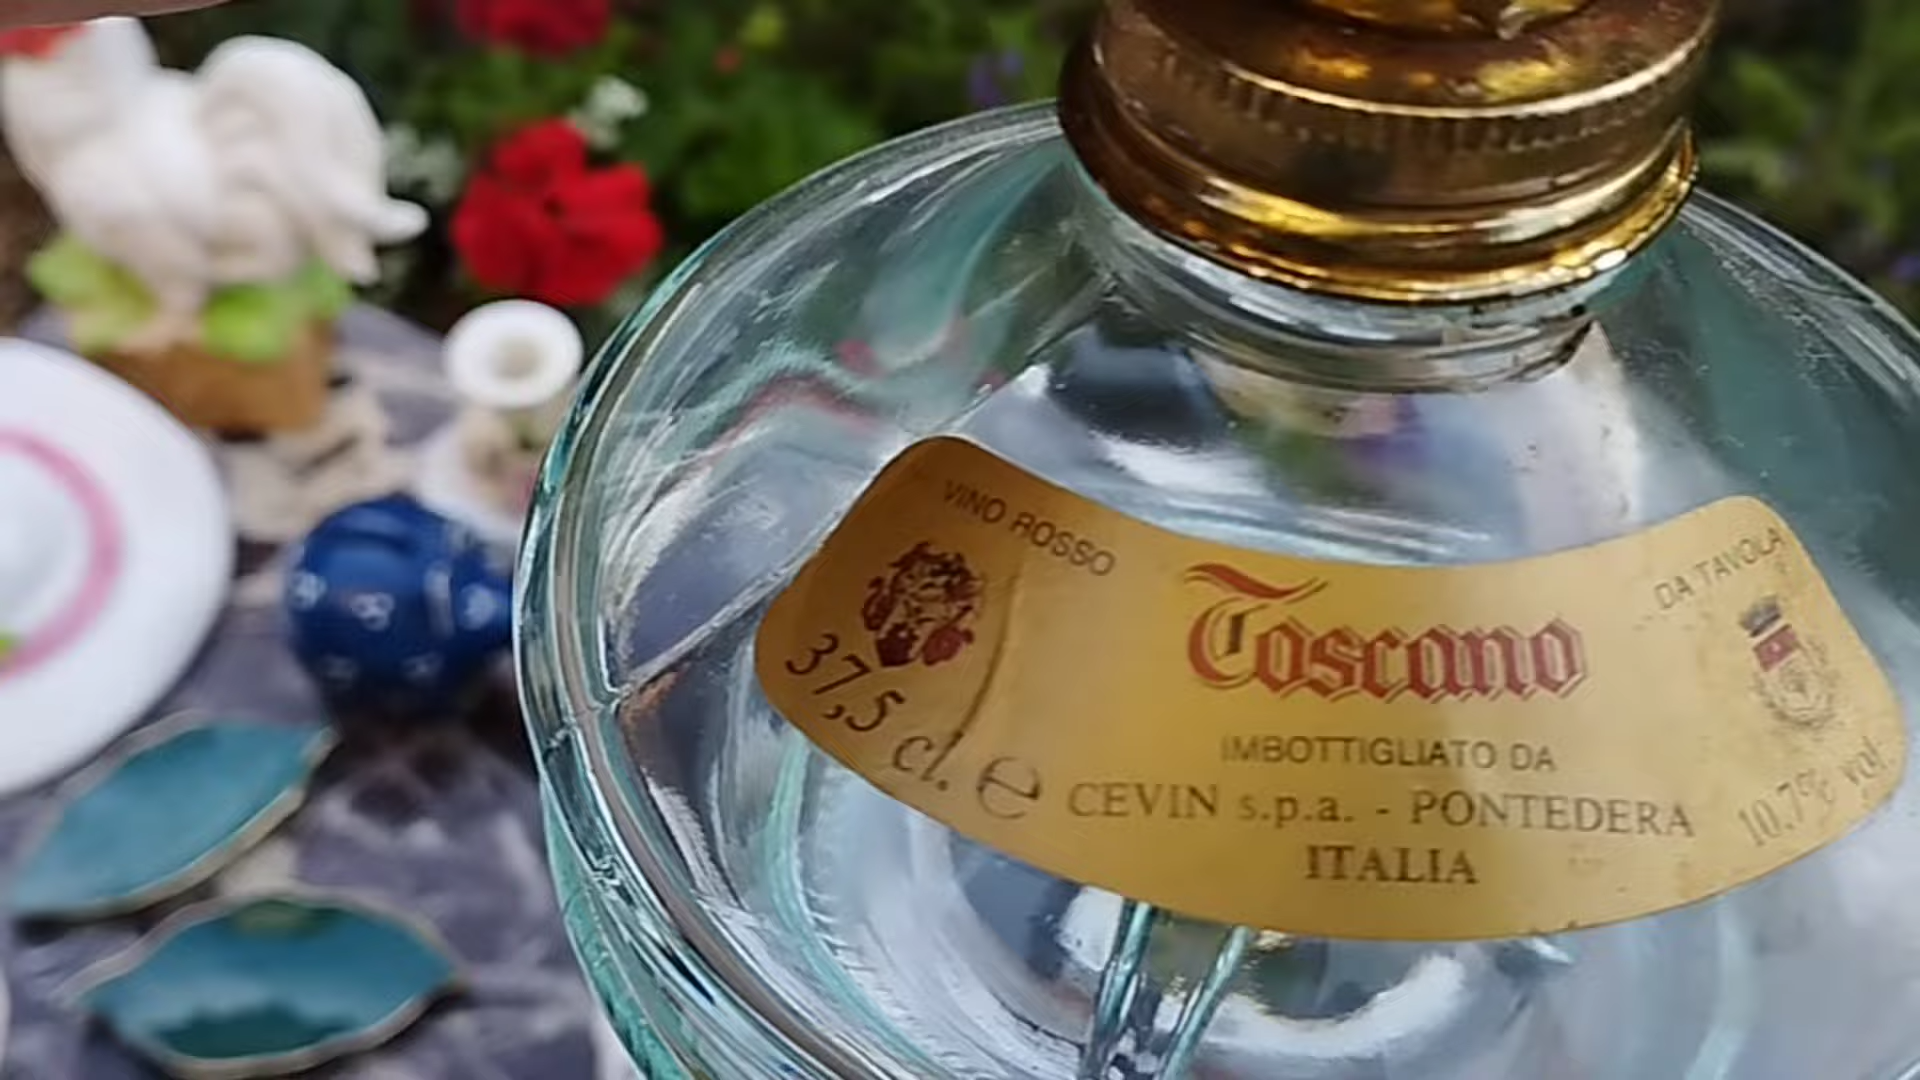 VINO ROSSO
DA TAVOLA
Toscano
37,5 cl. e
IMBOTTIGLIATO DA
CEVIN s.p.a. - PONTEDERA
ITALIA
10.7% vol